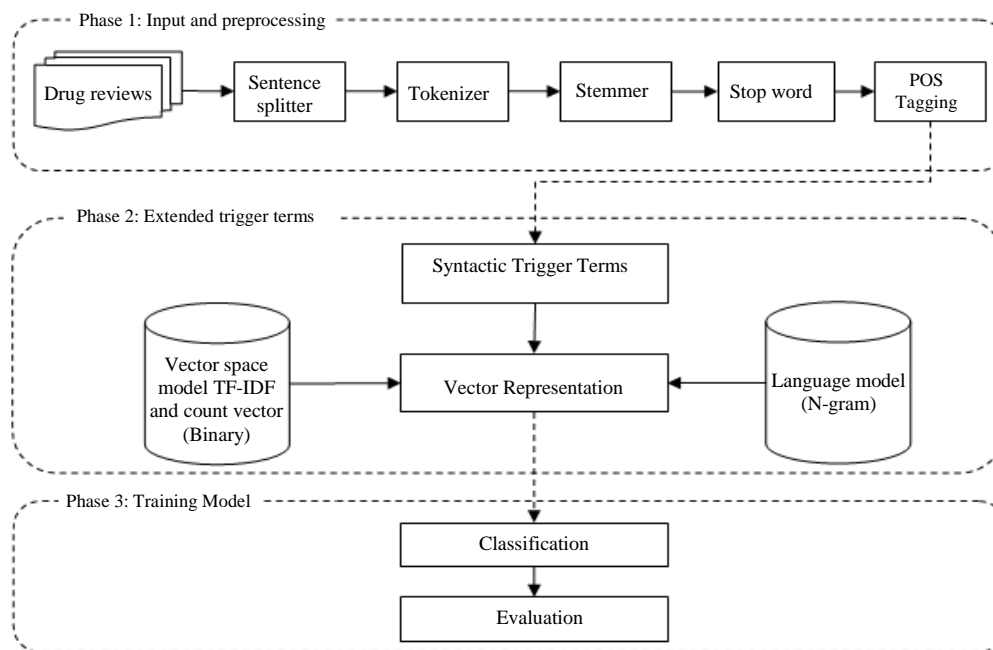 Phase 1: Input and preprocessing
Drug reviews
Sentence
splitter
Tokenizer
Stemmer
Stop word
POS
Tagging
Phase 2: Extended trigger terms
Syntactic Trigger Terms
Vector space
model TF-IDF
and count vector
(Binary)
Vector Representation
Language model
(N-gram)
Phase 3: Training Model
Classification
Evaluation